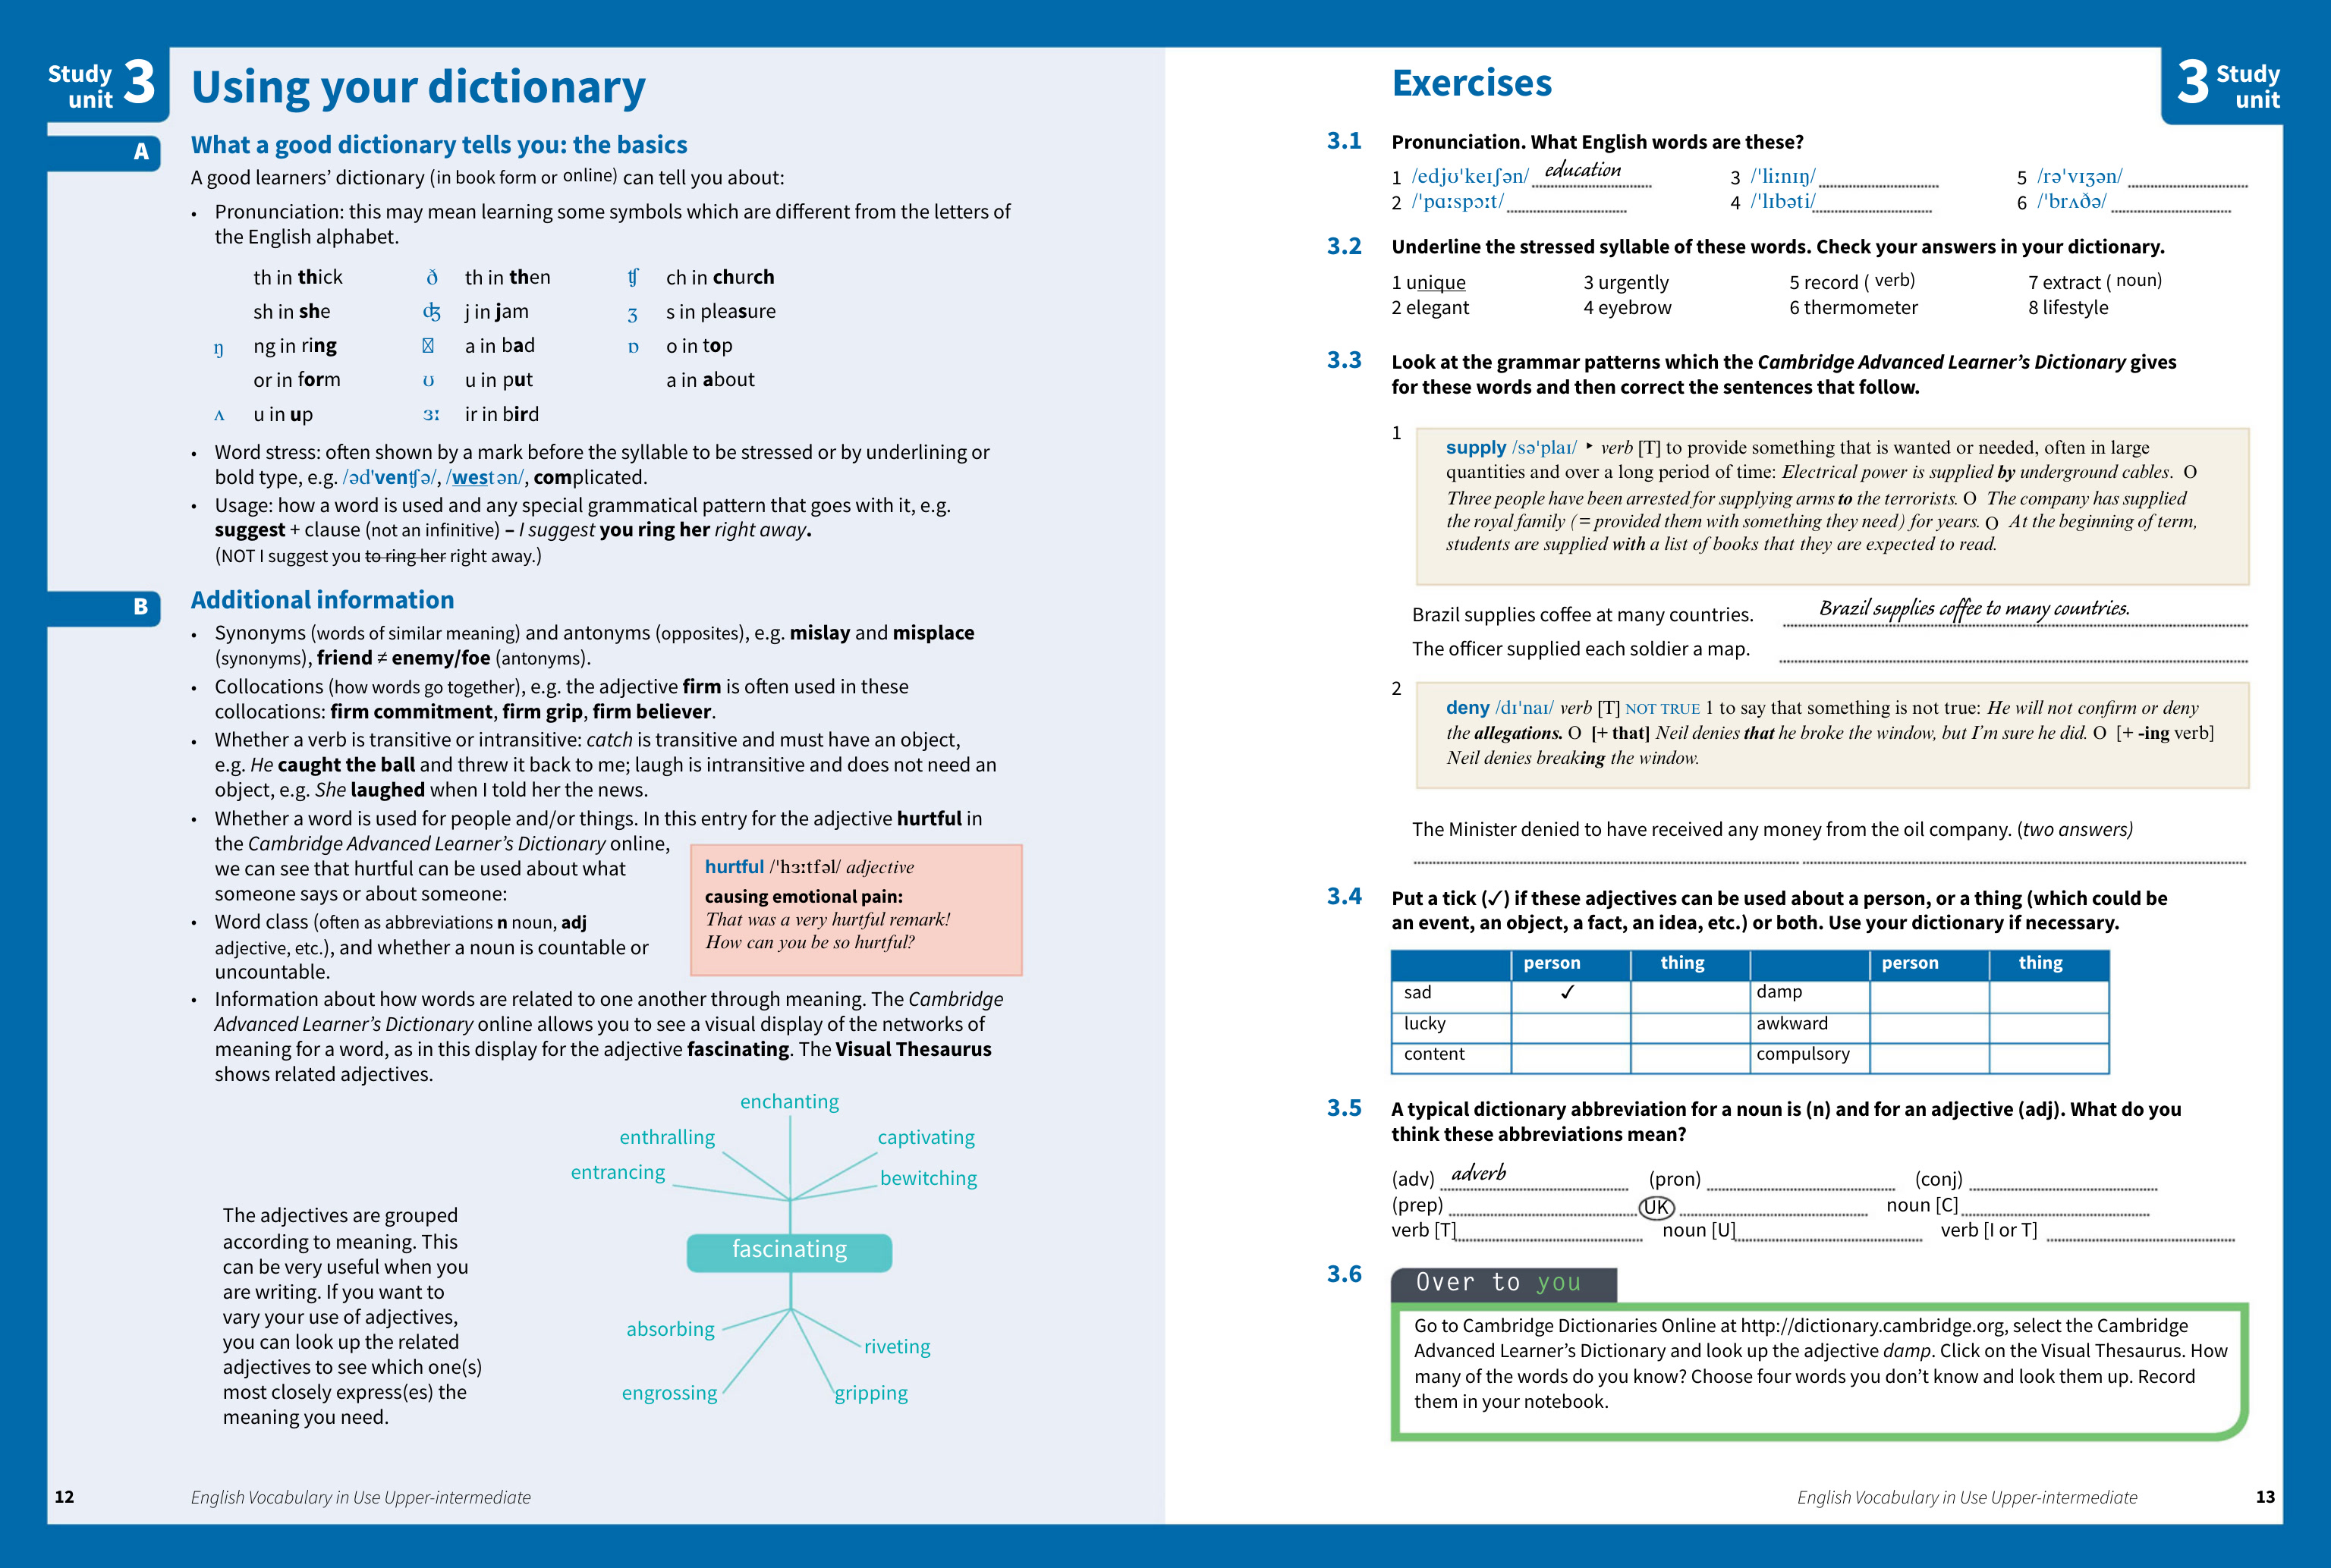 Study
unit 3
Using your dictionary
A
What a good dictionary tells you: the basics
A good learners’ dictionary (in book form or online) can tell you about:
• Pronunciation: this may mean learning some symbols which are different from the letters of
the English alphabet.
th in thick ð th in then ʧ ch in church
sh in she ʤ j in jam ʒ s in pleasure
ŋ ng in ring a in bad ɒ o in top
or in form ʊ u in put a in about
ʌ u in up ɜː ir in bird
• Word stress: often shown by a mark before the syllable to be stressed or by underlining or
bold type, e.g. /ədˈventʃə/, /westən/, complicated.
• Usage: how a word is used and any special grammatical pattern that goes with it, e.g.
suggest + clause (not an infinitive) – I suggest you ring her right away.
(NOT I suggest you to ring her right away.)
B
Additional information
• Synonyms (words of similar meaning) and antonyms (opposites), e.g. mislay and misplace
(synonyms), friend ≠ enemy/foe (antonyms).
• Collocations (how words go together), e.g. the adjective firm is often used in these
collocations: firm commitment, firm grip, firm believer.
• Whether a verb is transitive or intransitive: catch is transitive and must have an object,
e.g. He caught the ball and threw it back to me; laugh is intransitive and does not need an
object, e.g. She laughed when I told her the news.
• Whether a word is used for people and/or things. In this entry for the adjective hurtful in
the Cambridge Advanced Learner’s Dictionary online,
we can see that hurtful can be used about what
someone says or about someone:
• Word class (often as abbreviations n noun, adj
adjective, etc.), and whether a noun is countable or
uncountable.
hurtful /ˈhɜːtfəl/ adjective
causing emotional pain:
That was a very hurtful remark!
How can you be so hurtful?
• Information about how words are related to one another through meaning. The Cambridge
Advanced Learner’s Dictionary online allows you to see a visual display of the networks of
meaning for a word, as in this display for the adjective fascinating. The Visual Thesaurus
shows related adjectives.
The adjectives are grouped
according to meaning. This
can be very useful when you
are writing. If you want to
vary your use of adjectives,
you can look up the related
adjectives to see which one(s)
most closely express(es) the
meaning you need.
enchanting
enthralling captivating
entrancing bewitching
fascinating
absorbing riveting
engrossing gripping
12 English Vocabulary in Use Upper-intermediate
Exercises
3 Study
unit
3.1 Pronunciation. What English words are these?
1 /edjʊˈkeɪʃən/ education 3 /ˈliːnɪŋ/ 5 /rəˈvɪʒən/
2 /ˈpɑːspɔːt/ 4 /ˈlɪbəti/ 6 /ˈbrʌðə/
3.2 Underline the stressed syllable of these words. Check your answers in your dictionary.
1 unique 3 urgently 5 record ( verb) 7 extract ( noun)
2 elegant 4 eyebrow 6 thermometer 8 lifestyle
3.3 Look at the grammar patterns which the Cambridge Advanced Learner’s Dictionary gives
for these words and then correct the sentences that follow.
1
supply /səˈplaɪ/ ▸ verb [T] to provide something that is wanted or needed, often in large
quantities and over a long period of time: Electrical power is supplied by underground cables. O
Three people have been arrested for supplying arms to the terrorists. O The company has supplied
the royal family (= provided them with something they need) for years. O At the beginning of term,
students are supplied with a list of books that they are expected to read.
Brazil supplies coffee at many countries. Brazil supplies coffee to many countries.
The officer supplied each soldier a map.
2
deny /dɪˈnaɪ/ verb [T] NOT TRUE 1 to say that something is not true: He will not confirm or deny
the allegations. O [+ that] Neil denies that he broke the window, but I’m sure he did. O [+ -ing verb]
Neil denies breaking the window.
The Minister denied to have received any money from the oil company. (two answers)
3.4 Put a tick (✓) if these adjectives can be used about a person, or a thing (which could be
an event, an object, a fact, an idea, etc.) or both. Use your dictionary if necessary.
person thing person thing
sad ✓ damp
lucky awkward
content compulsory
3.5 A typical dictionary abbreviation for a noun is (n) and for an adjective (adj). What do you
think these abbreviations mean?
(adv) adverb (pron) (conj)
(prep) UK noun [C]
verb [T] noun [U] verb [I or T]
3.6 Over to you
Go to Cambridge Dictionaries Online at http://dictionary.cambridge.org, select the Cambridge
Advanced Learner’s Dictionary and look up the adjective damp. Click on the Visual Thesaurus. How
many of the words do you know? Choose four words you don’t know and look them up. Record
them in your notebook.
English Vocabulary in Use Upper-intermediate 13